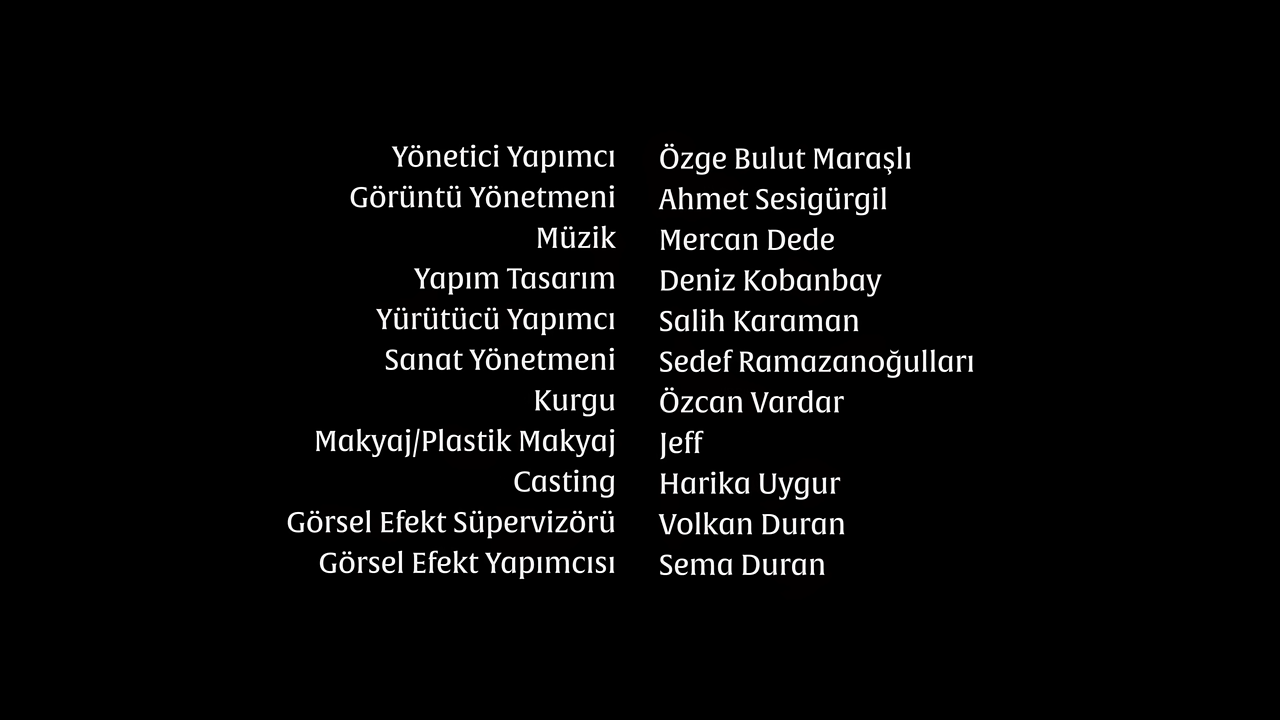 Yönetici Yapımcı Özge Bulut Maraşlı
Görüntü Yönetmeni Ahmet Sesigürgil
Müzik Mercan Dede
Yapım Tasarım Deniz Kobanbay
Yürütücü Yapımcı Salih Karaman
Sanat Yönetmeni Sedef Ramazanoğulları
Kurgu Özcan Vardar
Makyaj/Plastik Makyaj Jeff
Casting Harika Uygur
Görsel Efekt Süpervizörü Volkan Duran
Görsel Efekt Yapımcısı Sema Duran